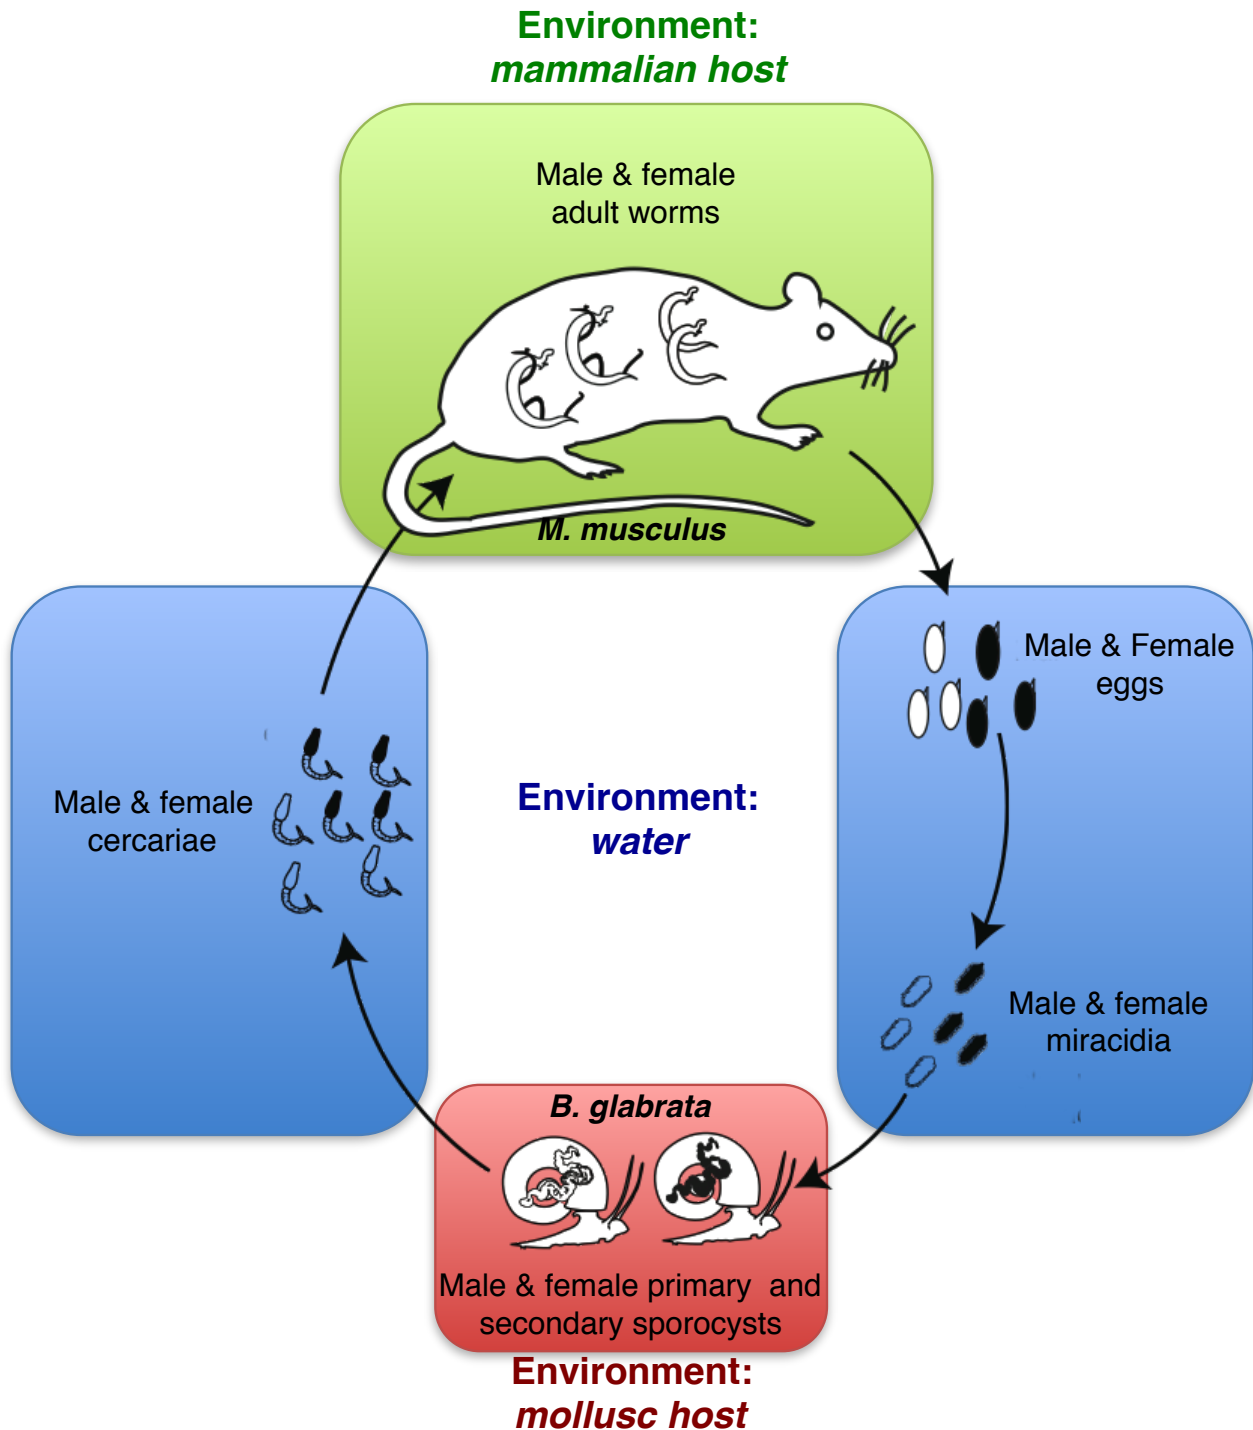 Environment:
mammalian host
Male & female
adult worms
M. musculus
Male & Female
eggs
Male & female
cercariae
Environment:
water
Male & female
miracidia
B. glabrata
Male & female primary  and
secondary sporocysts
Environment:
mollusc host